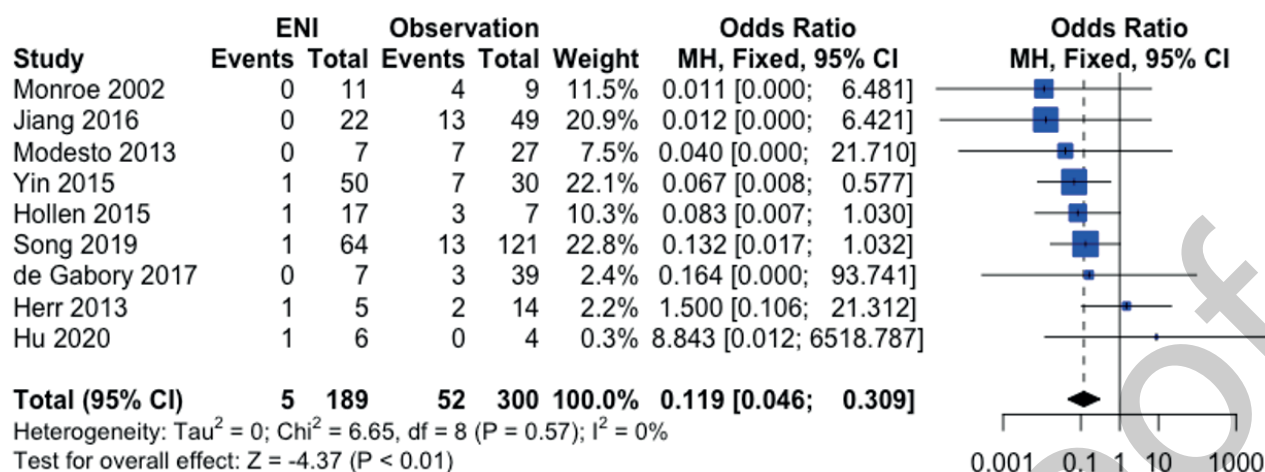 ENI Observation Odds Ratio Odds Ratio
Study Events Total Events Total Weight MH, Fixed, 95% CI MH, Fixed, 95% CI
Monroe 2002 0 11 4 9 11.5% 0.011 [0.000; 6.481]
Jiang 2016 0 22 13 49 20.9% 0.012 [0.000; 6.421]
Modesto 2013 0 7 7 27 7.5% 0.040 [0.000; 21.710]
Yin 2015 1 50 7 30 22.1% 0.067 [0.008; 0.577]
Hollen 2015 1 17 3 7 10.3% 0.083 [0.007; 1.030]
Song 2019 1 64 13 121 22.8% 0.132 [0.017; 1.032]
de Gabory 2017 0 7 3 39 2.4% 0.164 [0.000; 93.741]
Herr 2013 1 5 2 14 2.2% 1.500 [0.106; 21.312]
Hu 2020 1 6 0 4 0.3% 8.843 [0.012; 6518.787]
Total (95% CI) 5 189 52 300 100.0% 0.119 [0.046; 0.309]
Heterogeneity: Tau² = 0; Chi² = 6.65, df = 8 (P = 0.57); I² = 0%
Test for overall effect: Z = -4.37 (P < 0.01)
0.001 0.1 1 10 1000